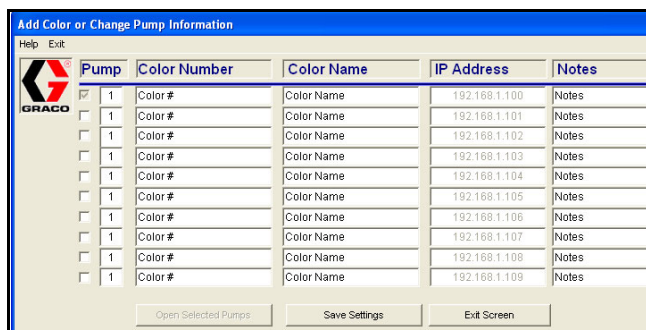 Add Color or Change Pump Information
Help Exit
GRACO
Pump Color Number Color Name IP Address Notes
1 Color # Color Name 192.168.1.100 Notes
1 Color # Color Name 192.168.1.101 Notes
1 Color # Color Name 192.168.1.102 Notes
1 Color # Color Name 192.168.1.103 Notes
1 Color # Color Name 192.168.1.104 Notes
1 Color # Color Name 192.168.1.105 Notes
1 Color # Color Name 192.168.1.106 Notes
1 Color # Color Name 192.168.1.107 Notes
1 Color # Color Name 192.168.1.108 Notes
1 Color # Color Name 192.168.1.109 Notes
Open Selected Pumps Save Settings Exit Screen